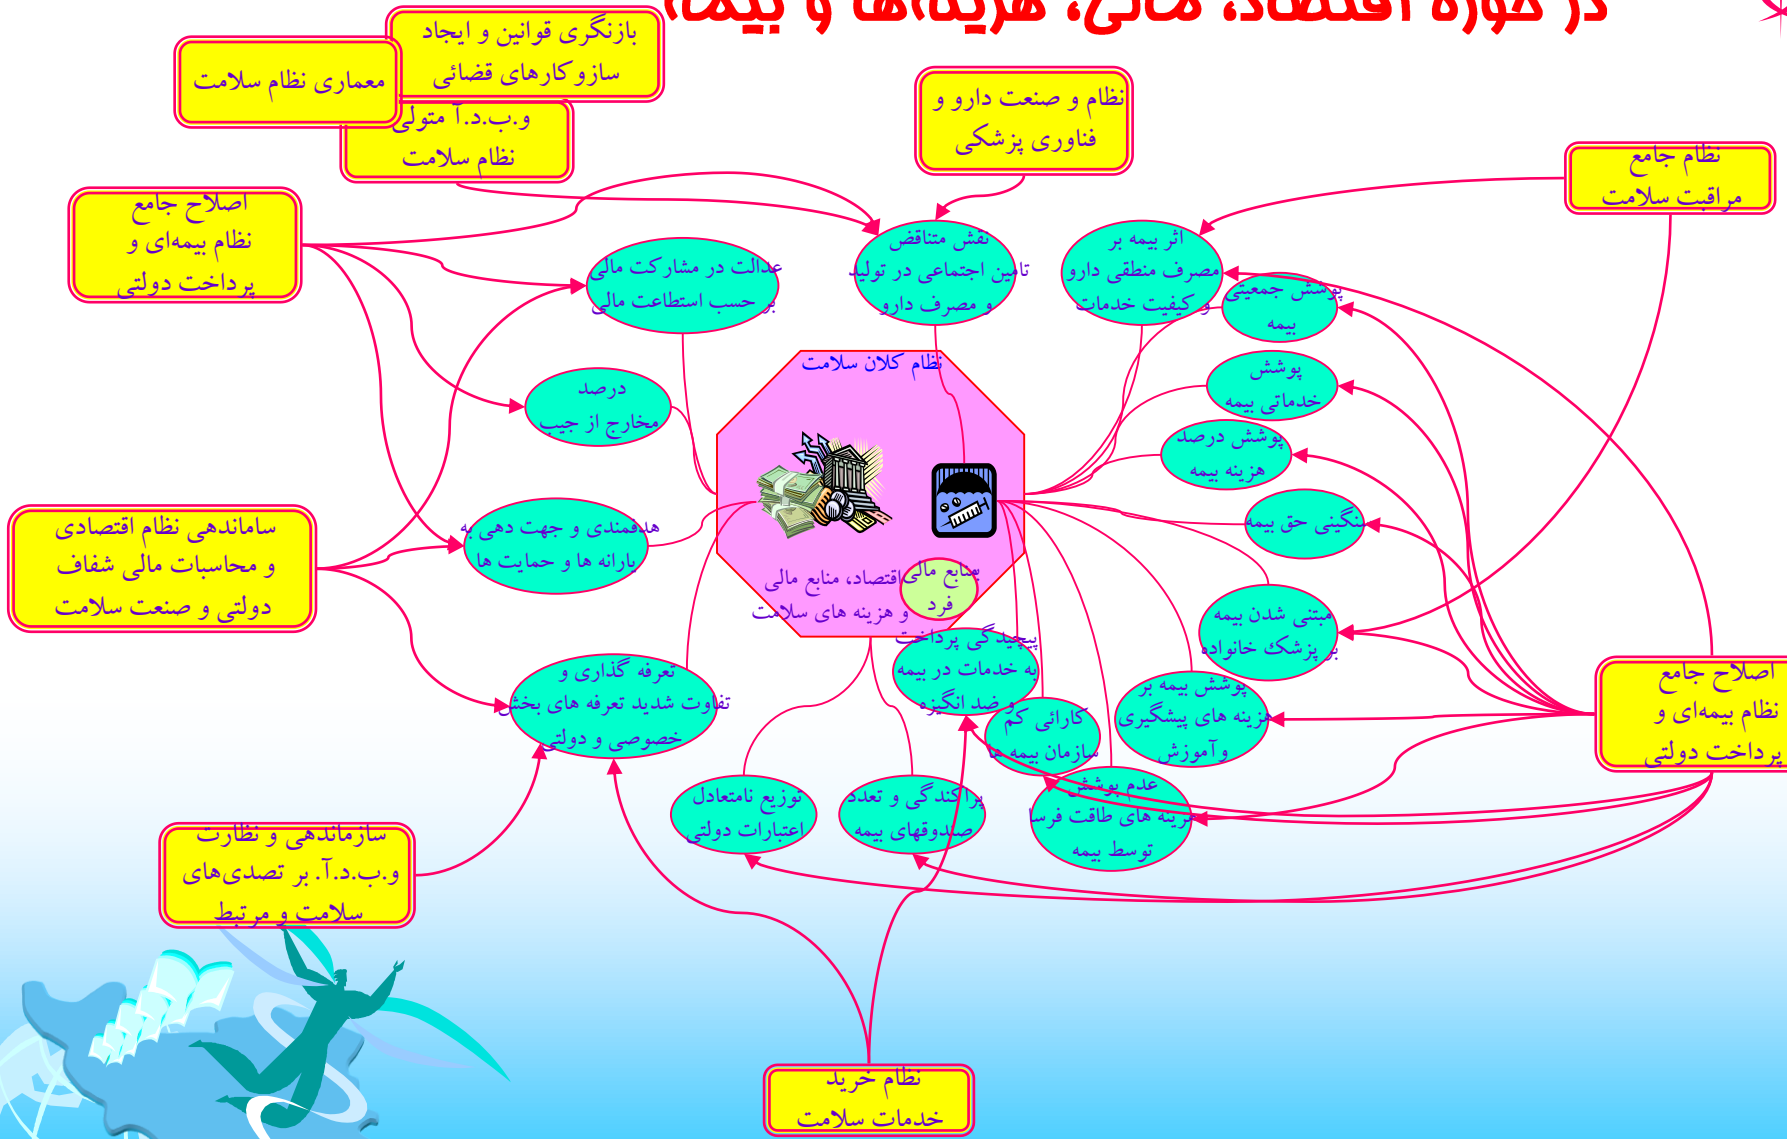 در حوزه اقتصاد، مالی، هزینه‌ها و بیمه‌ا
بازنگری قوانین و ایجاد
سازوکارهای قضائی
معماری نظام سلامت
و.ب.د.آ متولی
نظام سلامت
نظام و صنعت دارو و
فناوری پزشکی
نظام جامع
مراقبت سلامت
اصلاح جامع
نظام بیمه‌ای و
پرداخت دولتی
نقش متناقض
تامین اجتماعی در تولید
و مصرف دارو
اثر بیمه بر
مصرف منطقی دارو
و کیفیت خدمات
عدالت در مشارکت مالی
بر حسب استطاعت مالی
پوشش جمعیتی
بیمه
نظام کلان سلامت
پوشش
خدماتی بیمه
درصد
مخارج از جیب
پوشش درصد
هزینه بیمه
سنگینی حق بیمه
هدفمندی و جهت دهی به
یارانه ها و حمایت ها
ساماندهی نظام اقتصادی
و محاسبات مالی شفاف
دولتی و صنعت سلامت
اقتصاد، منابع مالی
و هزینه های سلامت
منابع مالی
فرد
مبتنی شدن بیمه
بر پزشک خانواده
پیچیدگی پرداخت
به خدمات در بیمه
و ضد انگیزه
تعرفه گذاری و
تفاوت شدید تعرفه های بخش
خصوصی و دولتی
کارائی کم
سازمان بیمه ها
پوشش بیمه بر
هزینه های پیشگیری
وآموزش
اصلاح جامع
نظام بیمه‌ای و
پرداخت دولتی
توزیع نامتعادل
اعتبارات دولتی
پراکندگی و تعدد
صندوقهای بیمه
عدم پوشش
هزینه های طاقت فرسا
توسط بیمه
سازماندهی و نظارت
و.ب.د.آ. بر تصدی‌های
سلامت و مرتبط
نظام خرید
خدمات سلامت